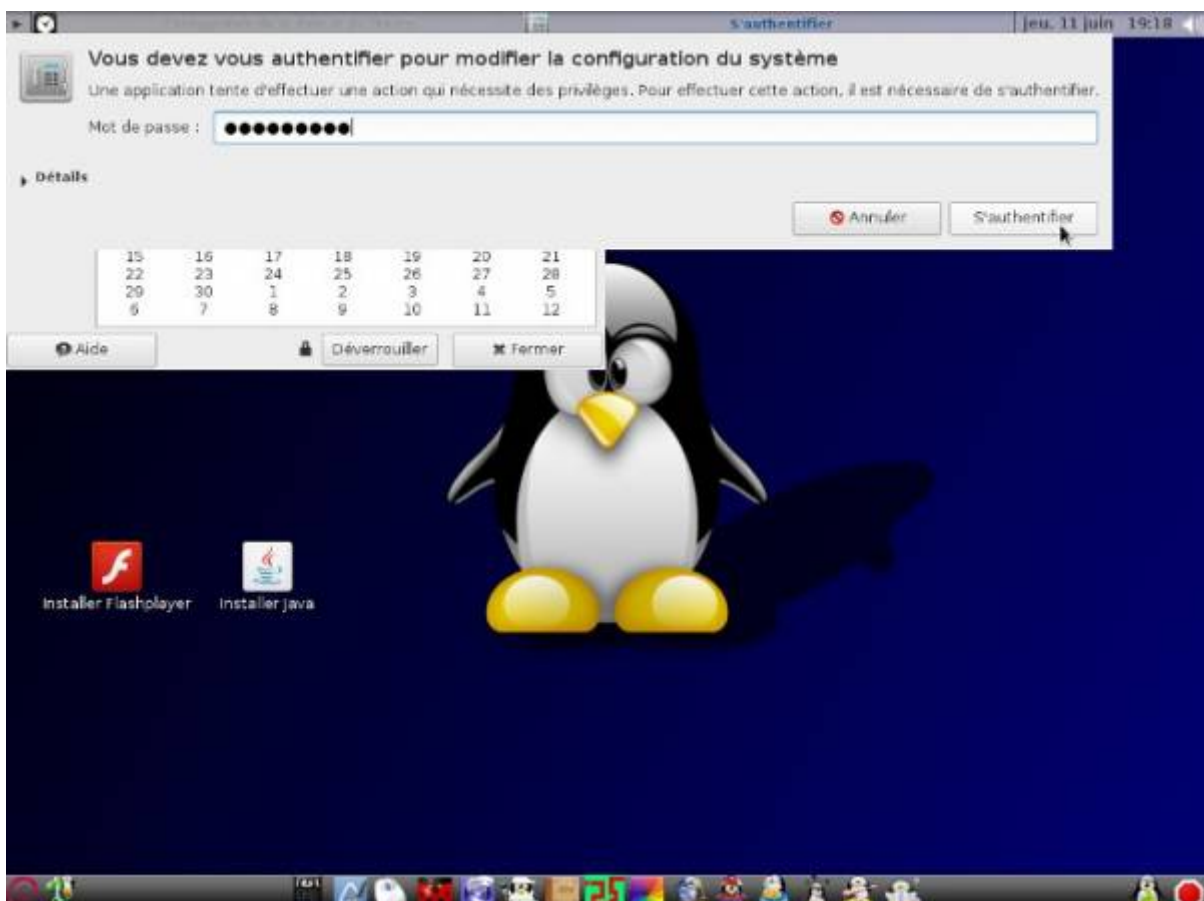 S'authentifier
jeu. 11 juin 19:18
Vous devez vous authentifier pour modifier la configuration du système
Une application tente d'effectuer une action qui nécessite des privilèges. Pour effectuer cette action, il est nécessaire de s'authentifier.
Mot de passe : ●●●●●●●●●
Détails
Annuler S'authentifier
15 16 17 18 19 20 21
22 23 24 25 26 27 28
29 30 1 2 3 4 5
6 7 8 9 10 11 12
Aide Déverrouiller Fermer
Installer Flashplayer Installer Java